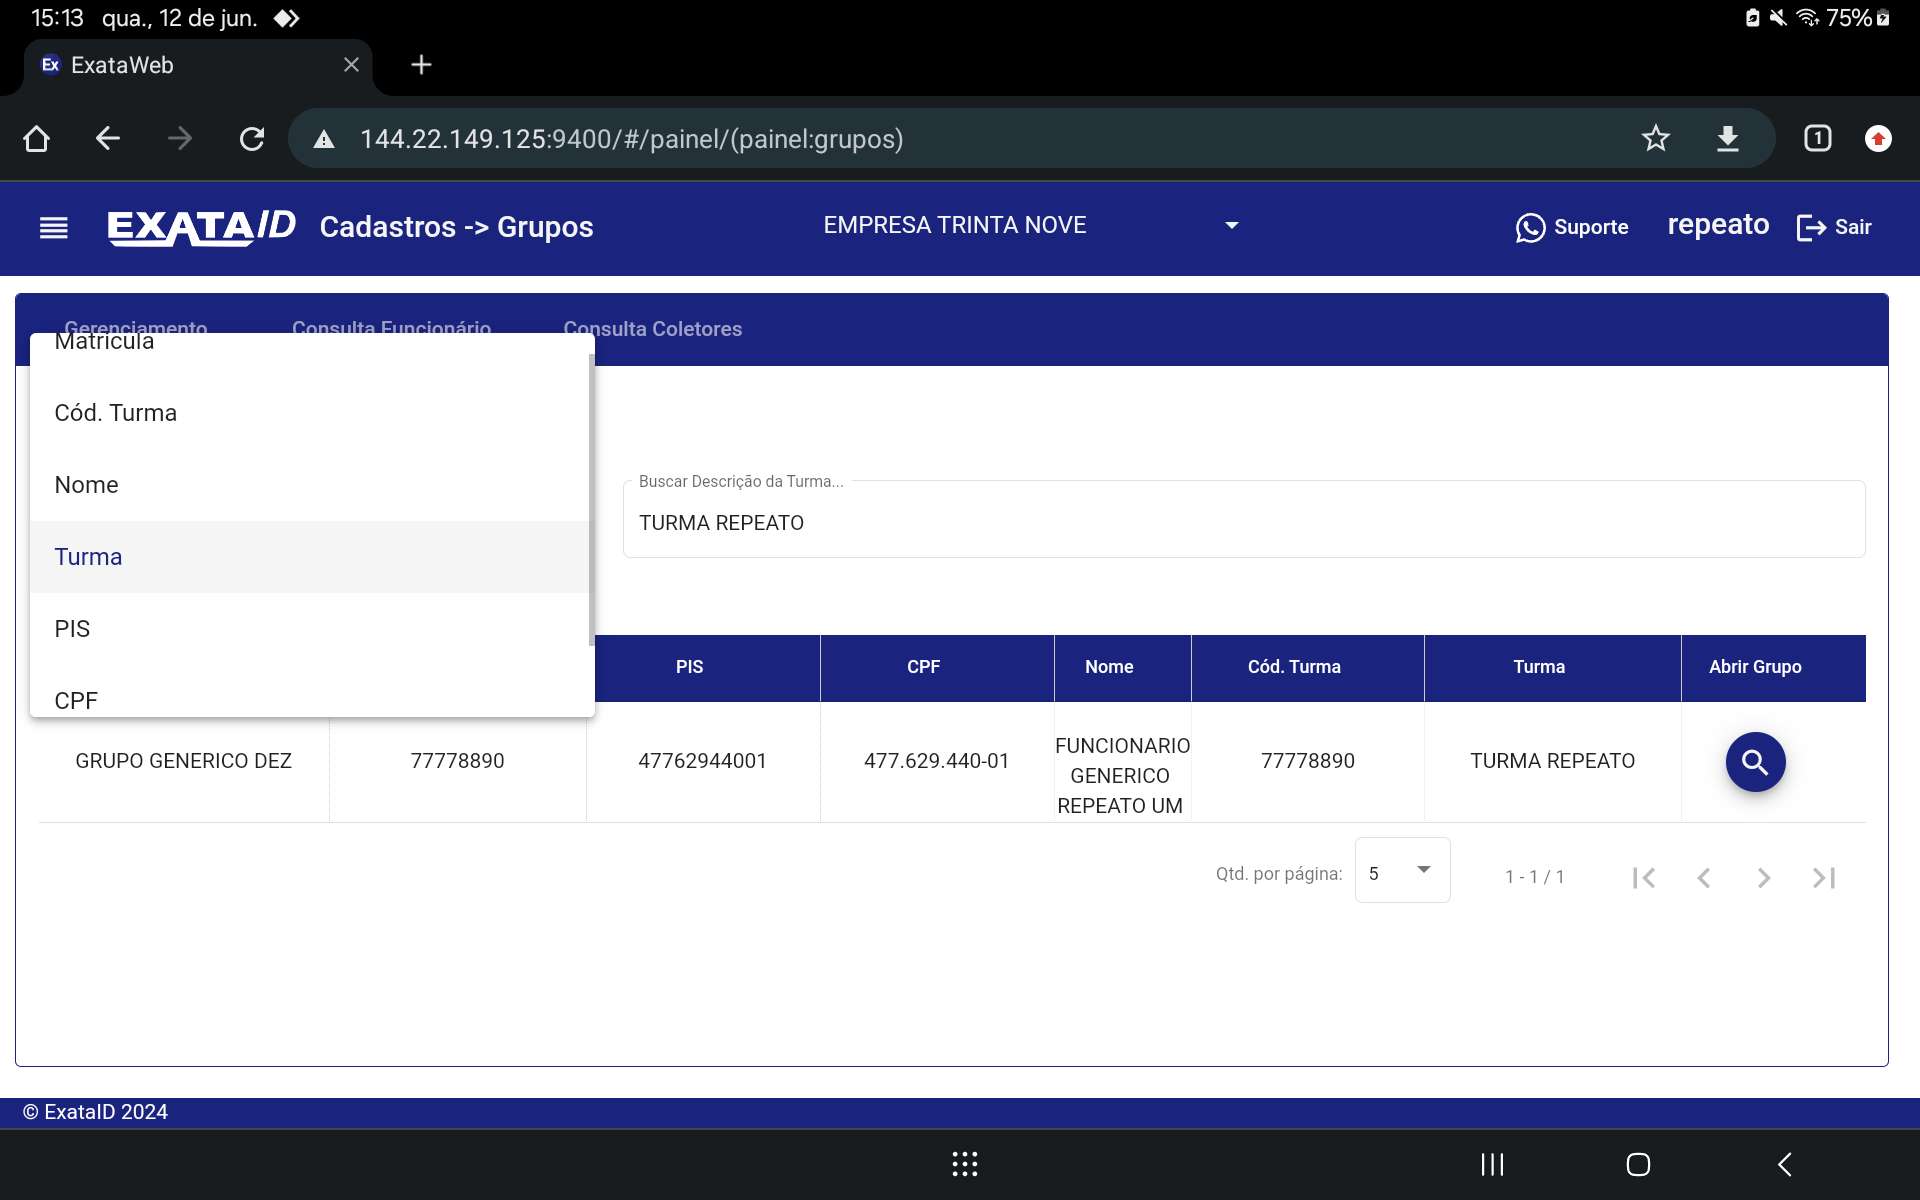 15:13 qua., 12 de jun. 75%
Ex ExataWeb
144.22.149.125:9400/#/painel/(painel:grupos) 1
EXATAID Cadastros -> Grupos EMPRESA TRINTA NOVE Suporte repeato Sair
Gerenciamento Consulta Funcionário Consulta Coletores
Matrícula
Cód. Turma
Nome
Turma
PIS
CPF
Buscar Descrição da Turma...
TURMA REPEATO
PIS CPF Nome Cód. Turma Turma Abrir Grupo
GRUPO GENERICO DEZ 77778890 47762944001 477.629.440-01 FUNCIONARIO GENERICO REPEATO UM 77778890 TURMA REPEATO
Qtd. por página: 5 1 - 1 / 1
© ExataID 2024